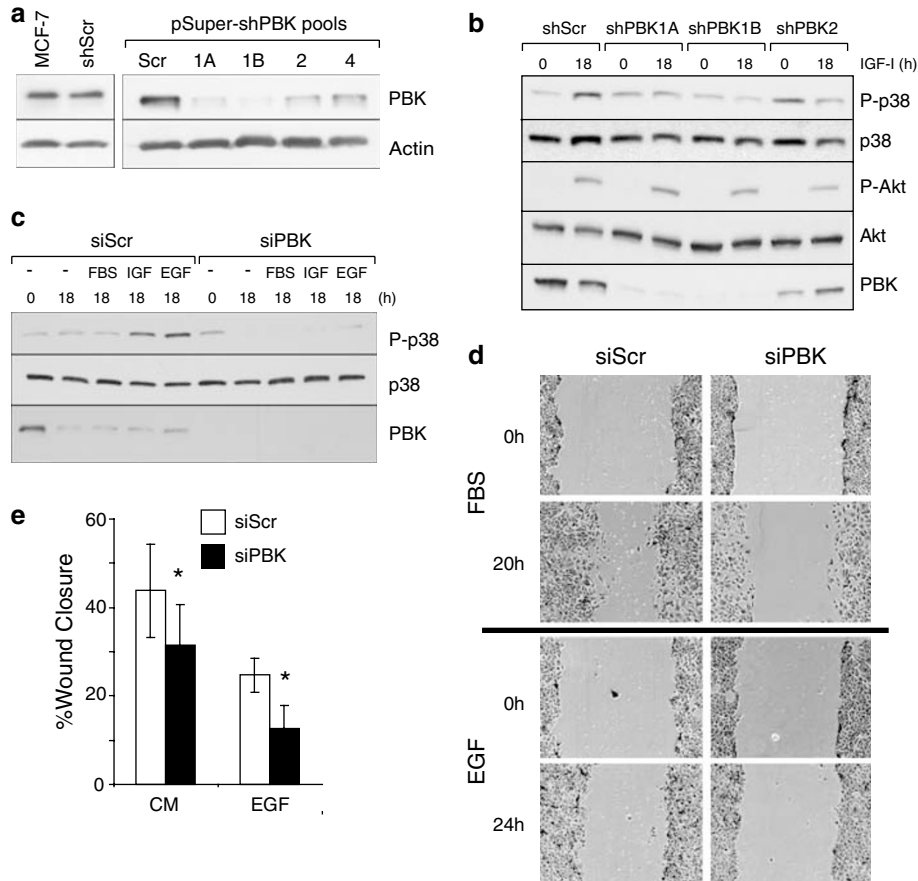 a
MCF-7
shScr
pSuper-shPBK pools
Scr 1A 1B 2 4
PBK
Actin
b
shScr shPBK1A shPBK1B shPBK2
0 18 0 18 0 18 0 18 IGF-I (h)
P-p38
p38
P-Akt
Akt
PBK
c
siScr siPBK
- - FBS IGF EGF - - FBS IGF EGF
0 18 18 18 18 0 18 18 18 18 (h)
P-p38
p38
PBK
d
siScr siPBK
FBS
0h
20h
EGF
0h
24h
e
%Wound Closure
60
40
20
0
siScr
siPBK
*
*
CM EGF